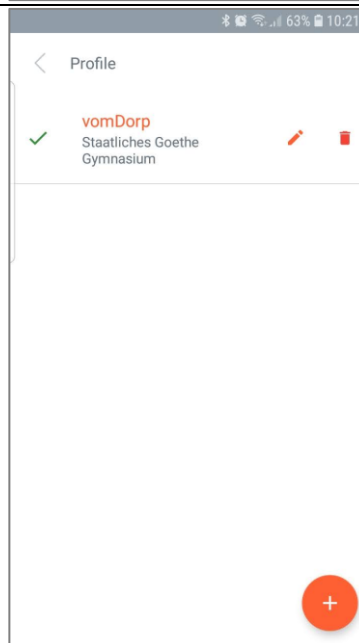 63% 10:21
Profile
vomDorp
Staatliches Goethe
Gymnasium